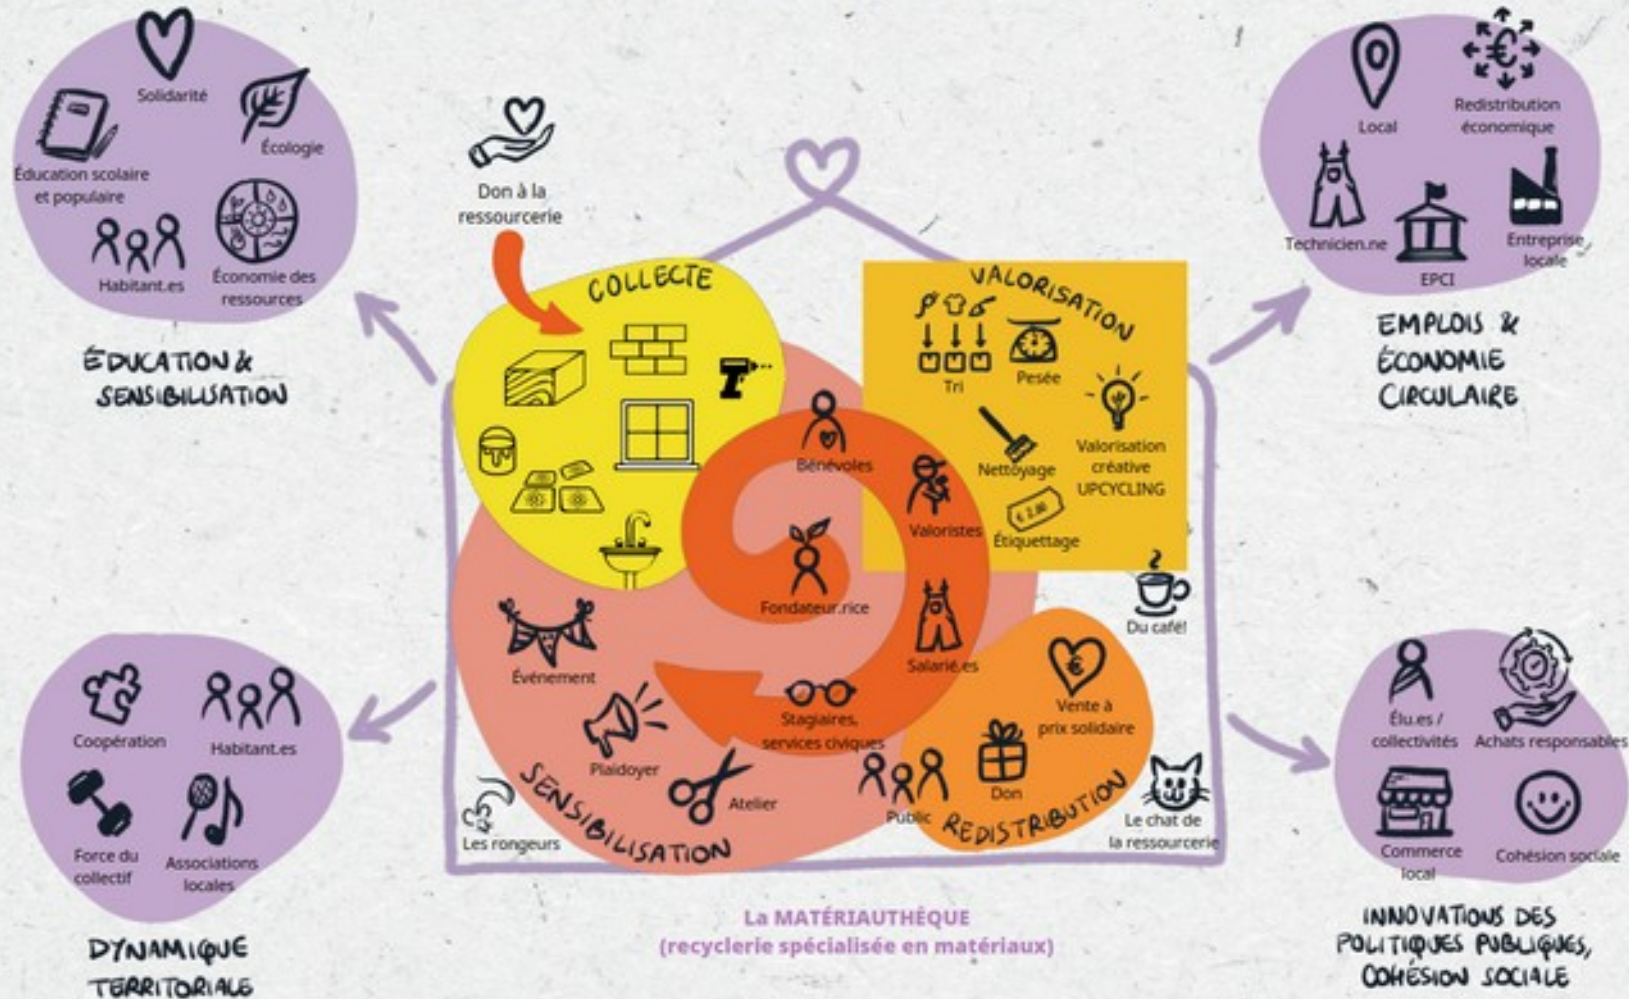 Solidarité
Écologie
Éducation scolaire
et populaire
Habitant.es
Économie des
ressources
ÉDUCATION &
SENSIBILISATION
Don à la
ressourcerie
COLLECTE
VALORISATION
Tri
Pesée
Nettoyage
Valorisation
créative
UPCYCLING
€ 2,00
Étiquettage
Bénévoles
Valoristes
Fondateur.rice
Salarié.es
Stagiaires,
services civiques
Événement
Plaidoyer
Atelier
SENSIBILISATION
Les rongeurs
Public
€
Vente à
prix solidaire
Don
REDISTRIBUTION
Du café!
Le chat de
la ressourcerie
La MATÉRIAUTHÈQUE
(recyclerie spécialisée en matériaux)
Local
€
Redistribution
économique
Technicien.ne
EPCI
Entreprise
locale
EMPLOIS &
ÉCONOMIE
CIRCULAIRE
Coopération
Habitant.es
Force du
collectif
Associations
locales
DYNAMIQUE
TERRITORIALE
Élu.es /
collectivités
Achats responsables
Commerce
local
Cohésion sociale
INNOVATIONS DES
POLITIQUES PUBLIQUES,
COHÉSION SOCIALE